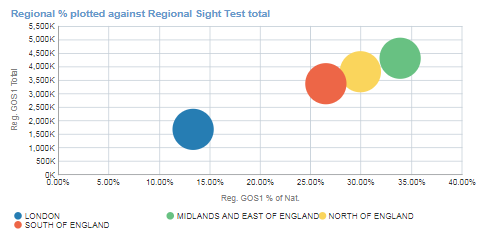 Regional % plotted against Regional Sight Test total
5,500K
5,000K
4,500K
4,000K
3,500K
3,000K
2,500K
2,000K
1,500K
1,000K
500K
0K
Reg. GOS1 Total
0.00% 5.00% 10.00% 15.00% 20.00% 25.00% 30.00% 35.00% 40.00%
Reg. GOS1 % of Nat.
LONDON MIDLANDS AND EAST OF ENGLAND NORTH OF ENGLAND
SOUTH OF ENGLAND